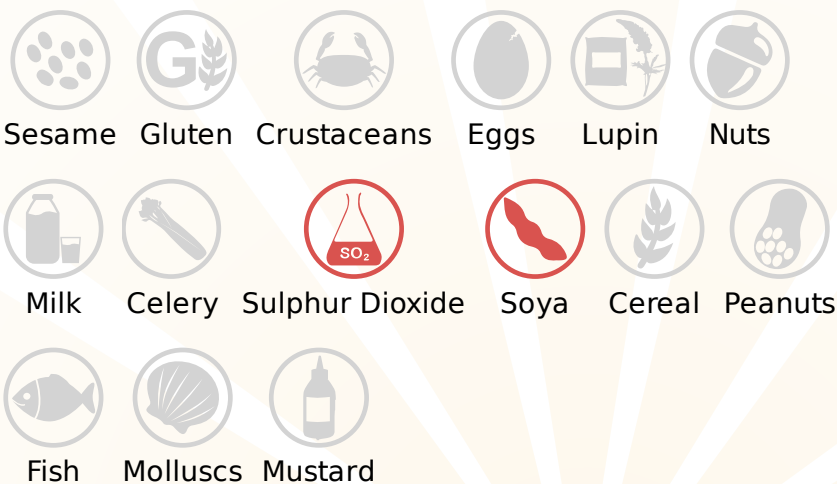 G
Sesame Gluten Crustaceans Eggs Lupin Nuts
SO₂
Milk Celery Sulphur Dioxide Soya Cereal Peanuts
Fish Molluscs Mustard